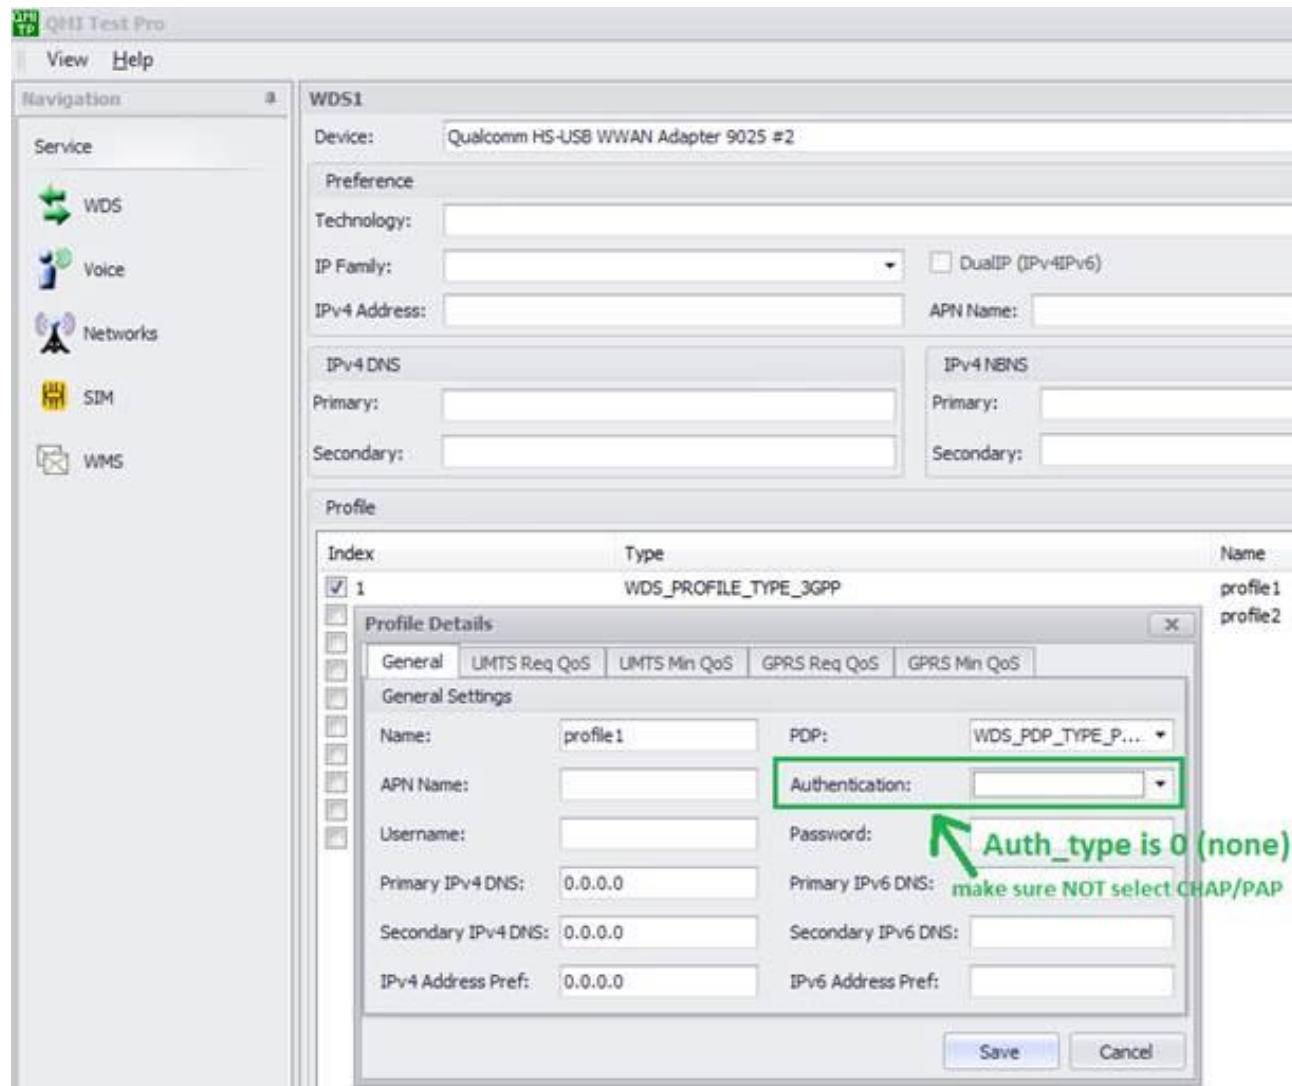 QMI TP QMI Test Pro
View Help
Navigation
Service
WDS
Voice
Networks
SIM
WMS
WDS1
Device: Qualcomm HS-USB WWAN Adapter 9025 #2
Preference
Technology:
IP Family: DualIP (IPv4IPv6)
IPv4 Address: APN Name:
IPv4 DNS IPv4 NBNS
Primary: Primary:
Secondary: Secondary:
Profile
Index Type Name
1 WDS_PROFILE_TYPE_3GPP profile1
profile2
Profile Details
General UMTS Req QoS UMTS Min QoS GPRS Req QoS GPRS Min QoS
General Settings
Name: profile1 PDP: WDS_PDP_TYPE_P...
APN Name: Authentication:
Username: Password:
Auth_type is 0 (none)
Primary IPv4 DNS: 0.0.0.0 Primary IPv6 DNS:
make sure NOT select CHAP/PAP
Secondary IPv4 DNS: 0.0.0.0 Secondary IPv6 DNS:
IPv4 Address Pref: 0.0.0.0 IPv6 Address Pref:
Save Cancel